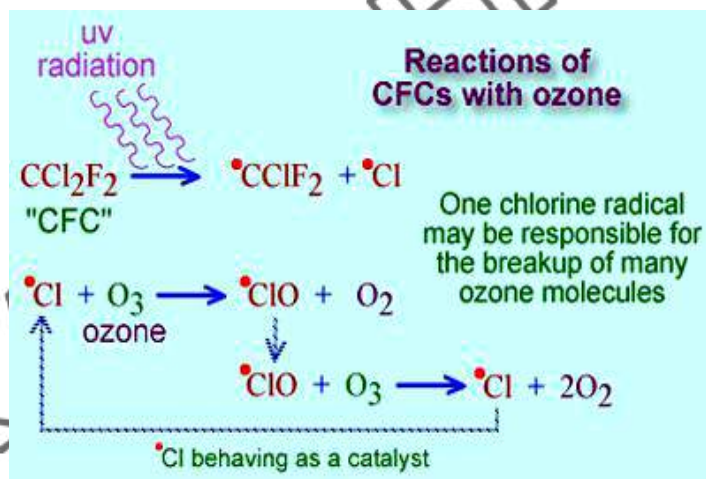 uv
radiation
Reactions of
CFCs with ozone
CCl₂F₂ → •CClF₂ + •Cl
"CFC"
One chlorine radical
may be responsible for
the breakup of many
ozone molecules
•Cl + O₃ → •ClO + O₂
ozone
•ClO + O₃ → •Cl + 2O₂
•Cl behaving as a catalyst